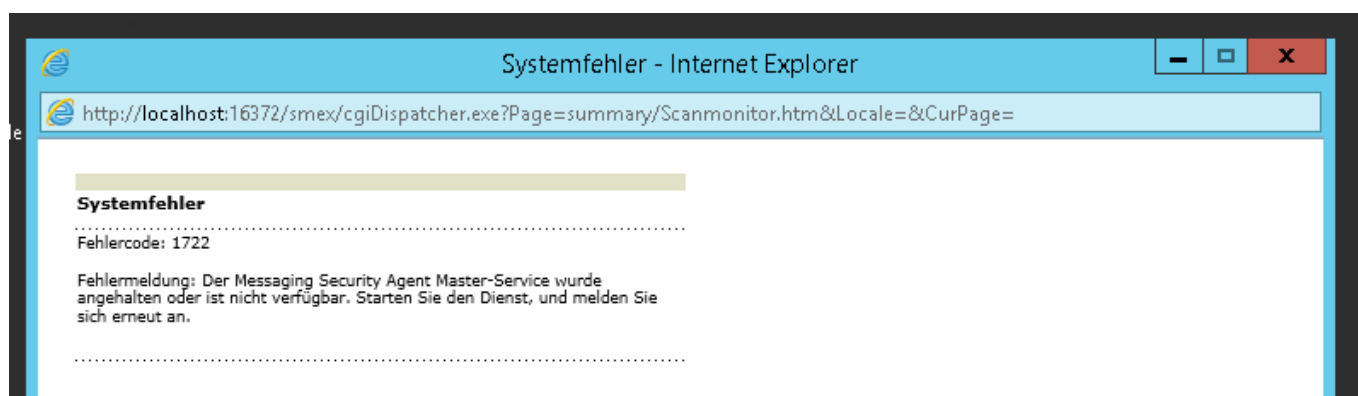 Systemfehler - Internet Explorer
http://localhost:16372/smex/cgiDispatcher.exe?Page=summary/Scanmonitor.htm&Locale=&CurPage=
le
Systemfehler
Fehlercode: 1722
Fehlermeldung: Der Messaging Security Agent Master-Service wurde
angehalten oder ist nicht verfügbar. Starten Sie den Dienst, und melden Sie
sich erneut an.